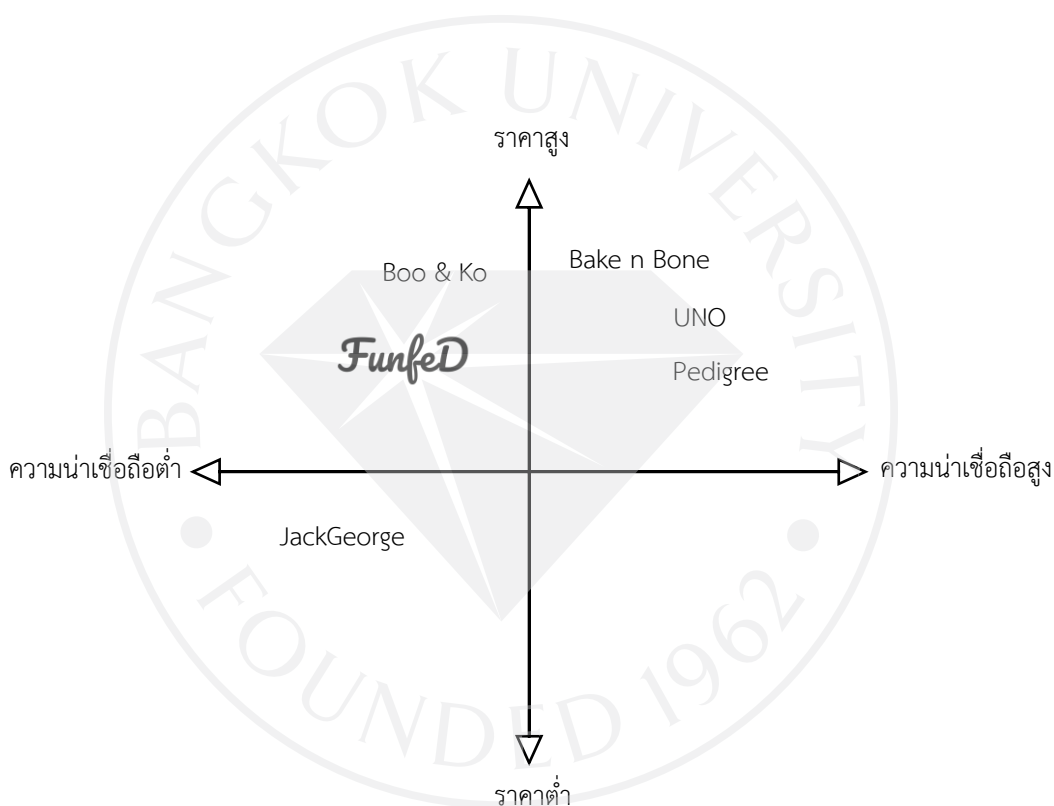 BANGKOK UNIVERSITY
ราคาสูง
Bake n Bone
Boo & Ko
UNO
FunfeD
Pedigree
ความน่าเชื่อถือต่ำ
ความน่าเชื่อถือสูง
JackGeorge
FOUNDED 1962
ราคาต่ำ